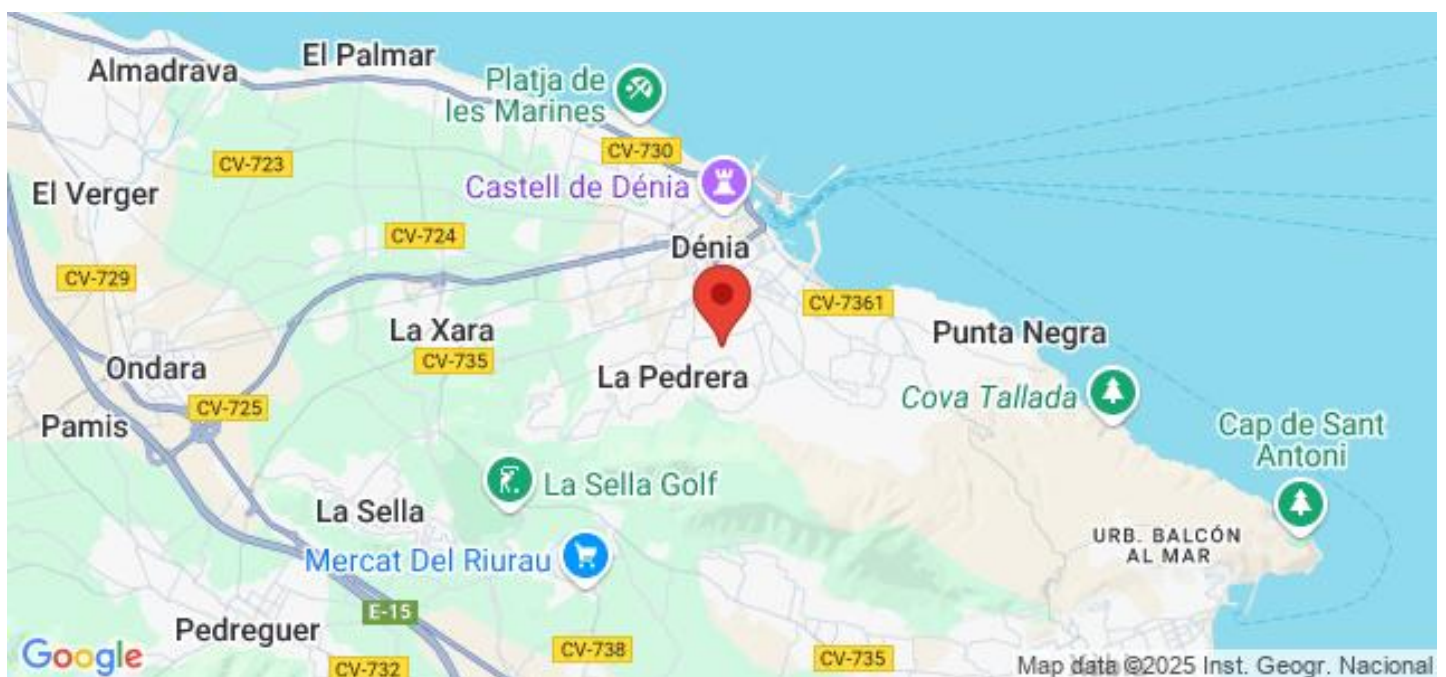 El Palmar
Almadrava
Platja de
les Marines
CV-730
CV-723
El Verger
Castell de Dénia
CV-724
Dénia
CV-729
CV-7361
La Xara
Punta Negra
CV-735
Ondara
La Pedrera
Cova Tallada
CV-725
Pamis
Cap de Sant
Antoni
La Sella Golf
La Sella
URB. BALCÓN
AL MAR
Mercat Del Riurau
E-15
Pedreguer
CV-738
Google
CV-732
CV-735
Map data ©2025 Inst. Geogr. Nacional